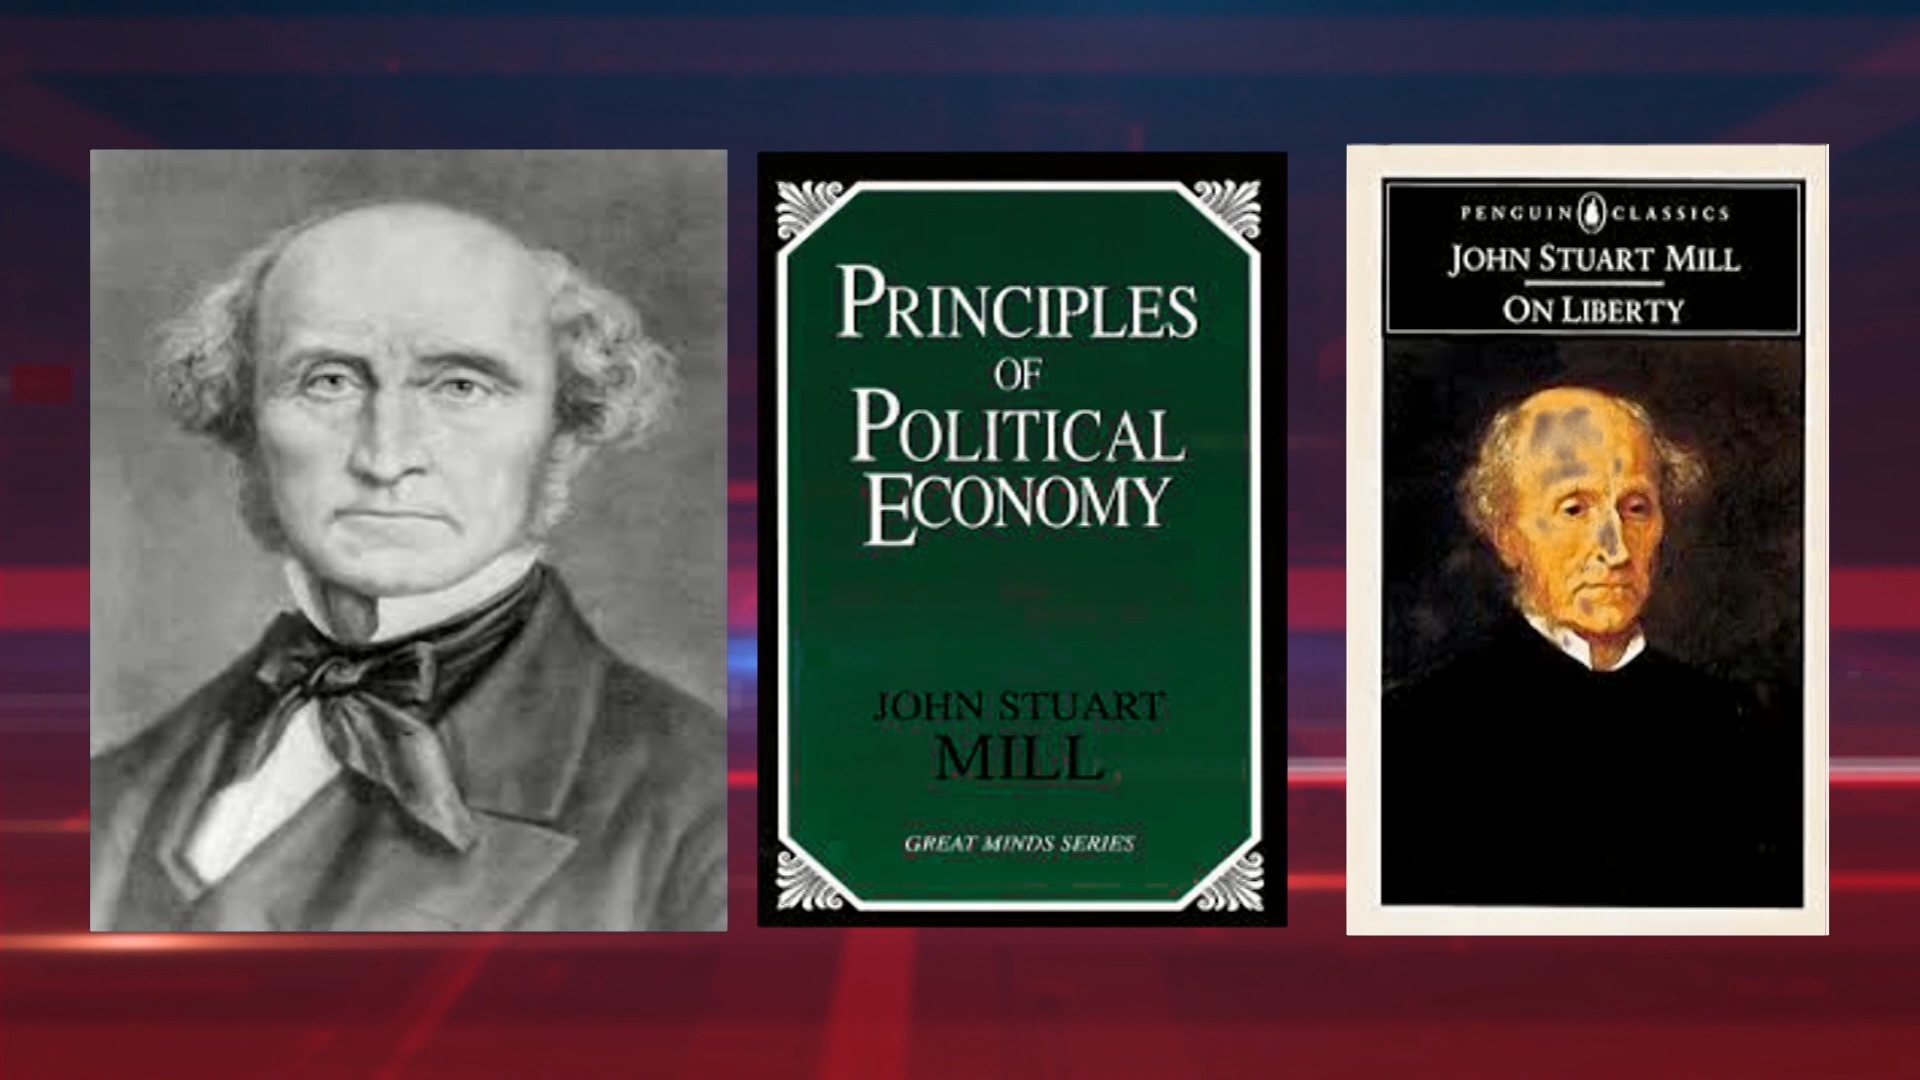 PRINCIPLES
OF
POLITICAL
ECONOMY
JOHN STUART
MILL
GREAT MINDS SERIES
PENGUIN CLASSICS
JOHN STUART MILL
ON LIBERTY